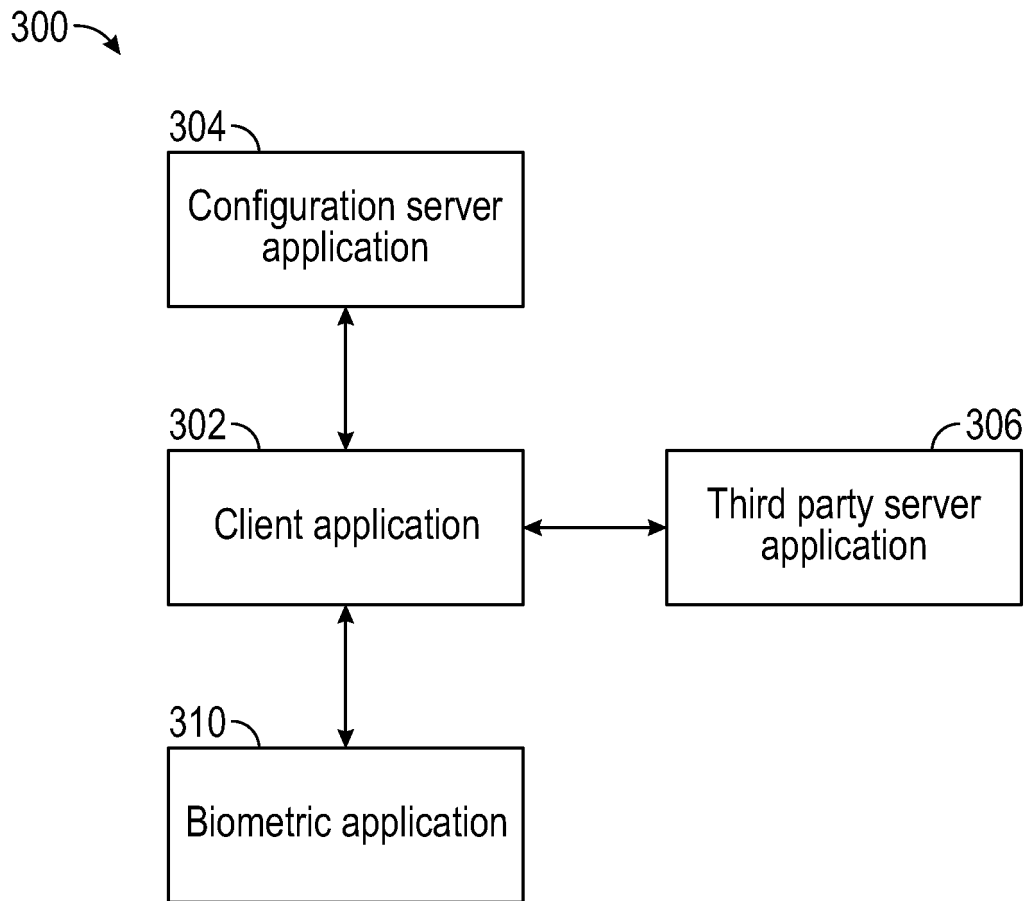 300
304
Configuration server
application
302
Client application
306
Third party server
application
310
Biometric application